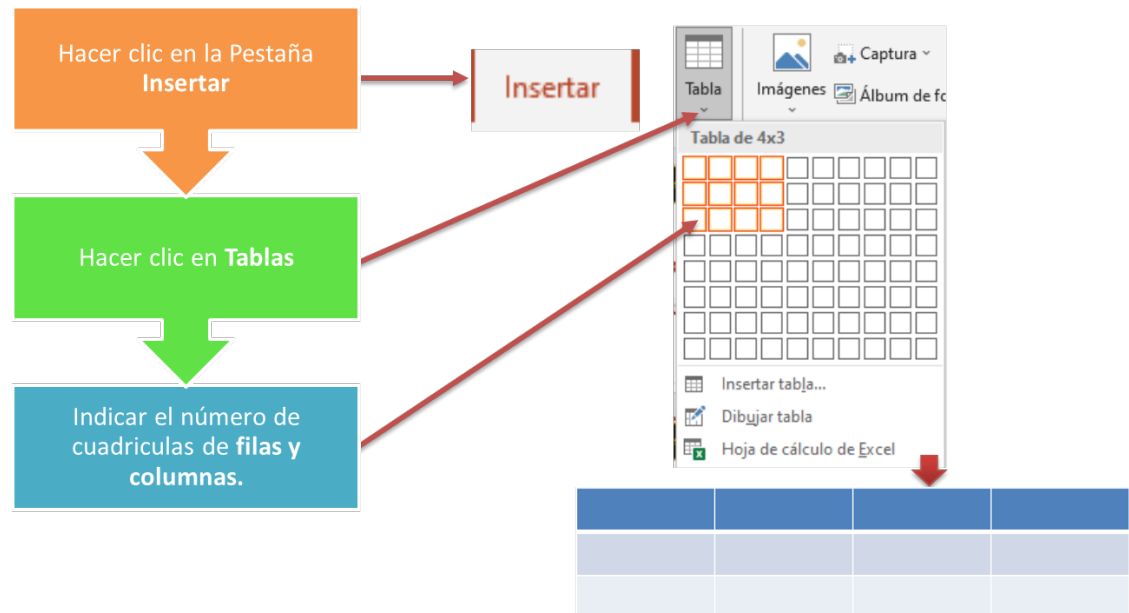 Hacer clic en la Pestaña
Insertar
Insertar
Hacer clic en Tablas
Indicar el número de
cuadriculas de filas y
columnas.
Tabla
Imágenes
Captura
Álbum de fo
Tabla de 4x3
Insertar tabla...
Dibujar tabla
Hoja de cálculo de Excel